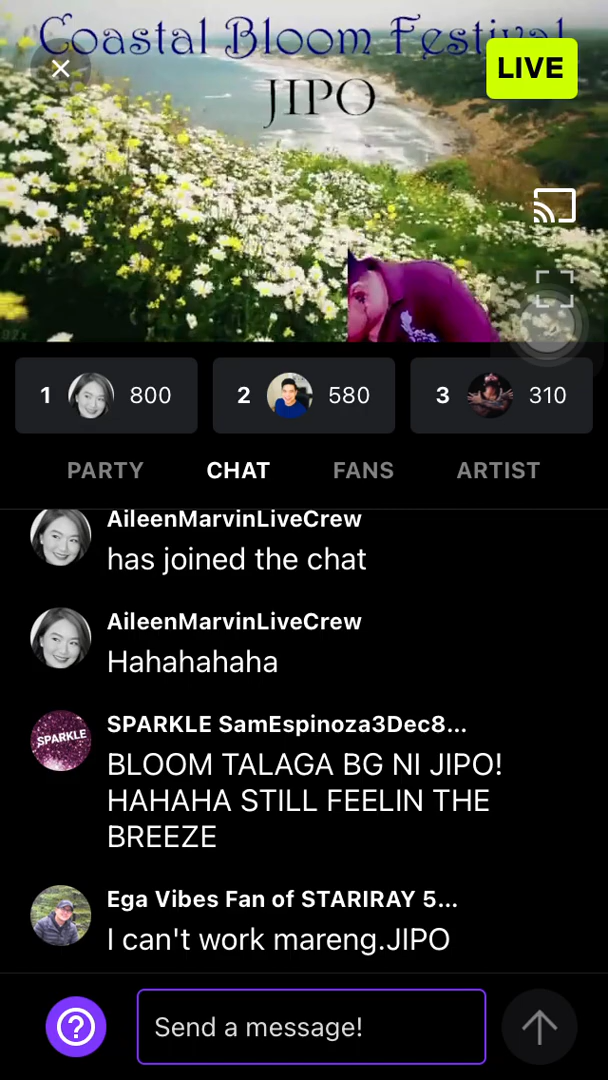 Coastal Bloom Festival
LIVE
JIPO
1 800 2 580 3 310
PARTY CHAT FANS ARTIST
AileenMarvinLiveCrew
has joined the chat
AileenMarvinLiveCrew
Hahahahaha
SPARKLE
SPARKLE SamEspinoza3Dec8...
BLOOM TALAGA BG NI JIPO!
HAHAHA STILL FEELIN THE
BREEZE
Ega Vibes Fan of STARIRAY 5...
I can't work mareng.JIPO
Send a message!